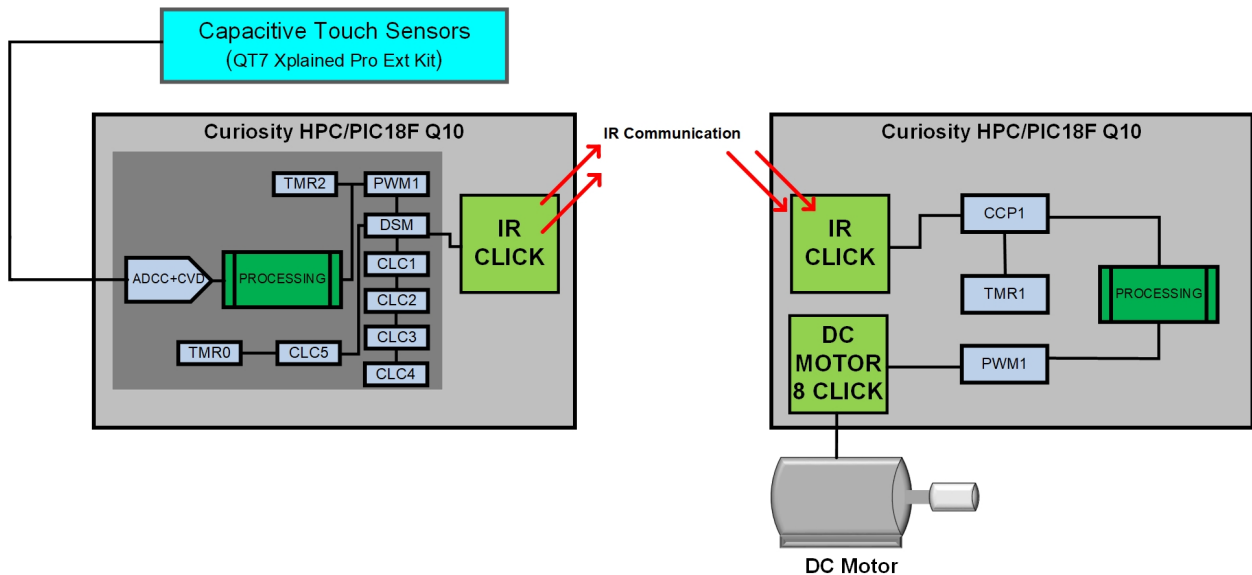 Capacitive Touch Sensors
(QT7 Xplained Pro Ext Kit)
Curiosity HPC/PIC18F Q10
TMR2
PWM1
DSM
CLC1
CLC2
CLC3
CLC4
ADCC+CVD
PROCESSING
TMR0
CLC5
IR
CLICK
IR Communication
Curiosity HPC/PIC18F Q10
IR
CLICK
CCP1
TMR1
PROCESSING
PWM1
DC
MOTOR
8 CLICK
DC Motor